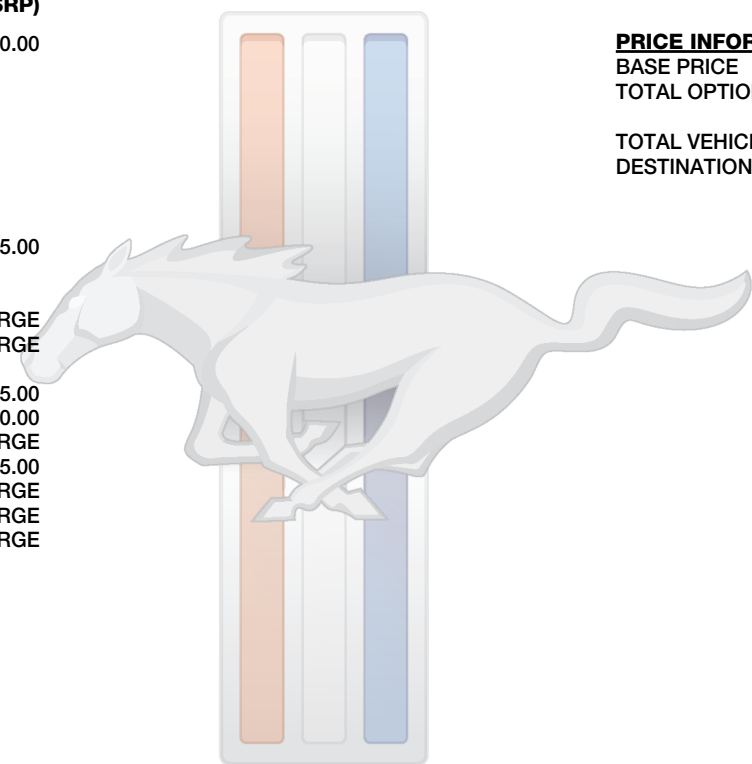 SRP)
0.00
5.00
RGE
RGE
5.00
0.00
RGE
5.00
RGE
RGE
RGE
PRICE INFOR
BASE PRICE
TOTAL OPTIO
TOTAL VEHIC
DESTINATION